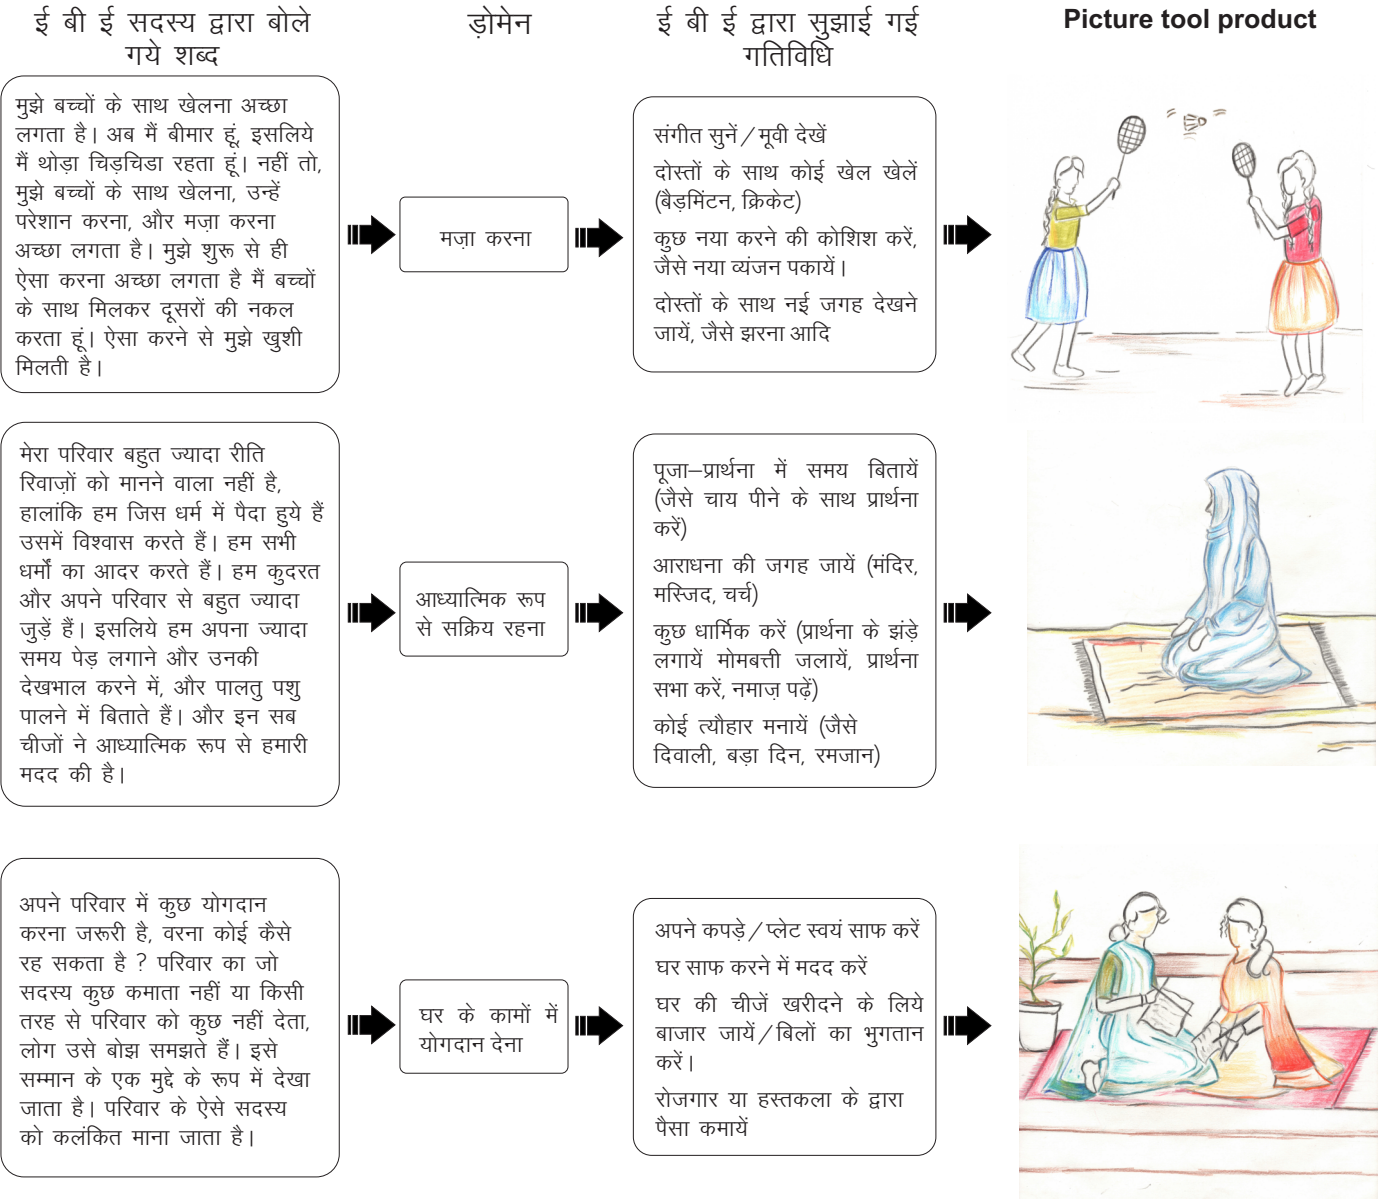 ई बी ई सदस्य द्वारा बोले
गये शब्द
ड़ोमेन
ई बी ई द्वारा सुझाई गई
गतिविधि
Picture tool product
मुझे बच्चों के साथ खेलना अच्छा
लगता है। अब मैं बीमार हूं, इसलिये
मैं थोड़ा चिड़चिडा रहता हूं। नहीं तो,
मुझे बच्चों के साथ खेलना, उन्हें
परेशान करना, और मज़ा करना
अच्छा लगता है। मुझे शुरू से ही
ऐसा करना अच्छा लगता है मैं बच्चों
के साथ मिलकर दूसरों की नकल
करता हूं। ऐसा करने से मुझे खुशी
मिलती है।
मज़ा करना
संगीत सुनें/मूवी देखें
दोस्तों के साथ कोई खेल खेलें
(बैड़मिंटन, क्रिकेट)
कुछ नया करने की कोशिश करें,
जैसे नया व्यंजन पकायें।
दोस्तों के साथ नई जगह देखने
जायें, जैसे झरना आदि
मेरा परिवार बहुत ज्यादा रीति
रिवाज़ों को मानने वाला नहीं है,
हालांकि हम जिस धर्म में पैदा हुये हैं
उसमें विश्वास करते हैं। हम सभी
धर्मों का आदर करते हैं। हम कुदरत
और अपने परिवार से बहुत ज्यादा
जुड़ें हैं। इसलिये हम अपना ज्यादा
समय पेड़ लगाने और उनकी
देखभाल करने में, और पालतु पशु
पालने में बिताते हैं। और इन सब
चीजों ने आध्यात्मिक रूप से हमारी
मदद की है।
आध्यात्मिक रूप
से सक्रिय रहना
पूजा–प्रार्थना में समय बितायें
(जैसे चाय पीने के साथ प्रार्थना
करें)
आराधना की जगह जायें (मंदिर,
मस्जिद, चर्च)
कुछ धार्मिक करें (प्रार्थना के झंड़े
लगायें मोमबत्ती जलायें, प्रार्थना
सभा करें, नमाज़ पढ़ें)
कोई त्यौहार मनायें (जैसे
दिवाली, बड़ा दिन, रमजान)
अपने परिवार में कुछ योगदान
करना जरूरी है, वरना कोई कैसे
रह सकता है ? परिवार का जो
सदस्य कुछ कमाता नहीं या किसी
तरह से परिवार को कुछ नहीं देता,
लोग उसे बोझ समझते हैं। इसे
सम्मान के एक मुद्दे के रूप में देखा
जाता है। परिवार के ऐसे सदस्य
को कलंकित माना जाता है।
घर के कामों में
योगदान देना
अपने कपड़े/प्लेट स्वयं साफ करें
घर साफ करने में मदद करें
घर की चीजें खरीदने के लिये
बाजार जायें/बिलों का भुगतान
करें।
रोजगार या हस्तकला के द्वारा
पैसा कमायें